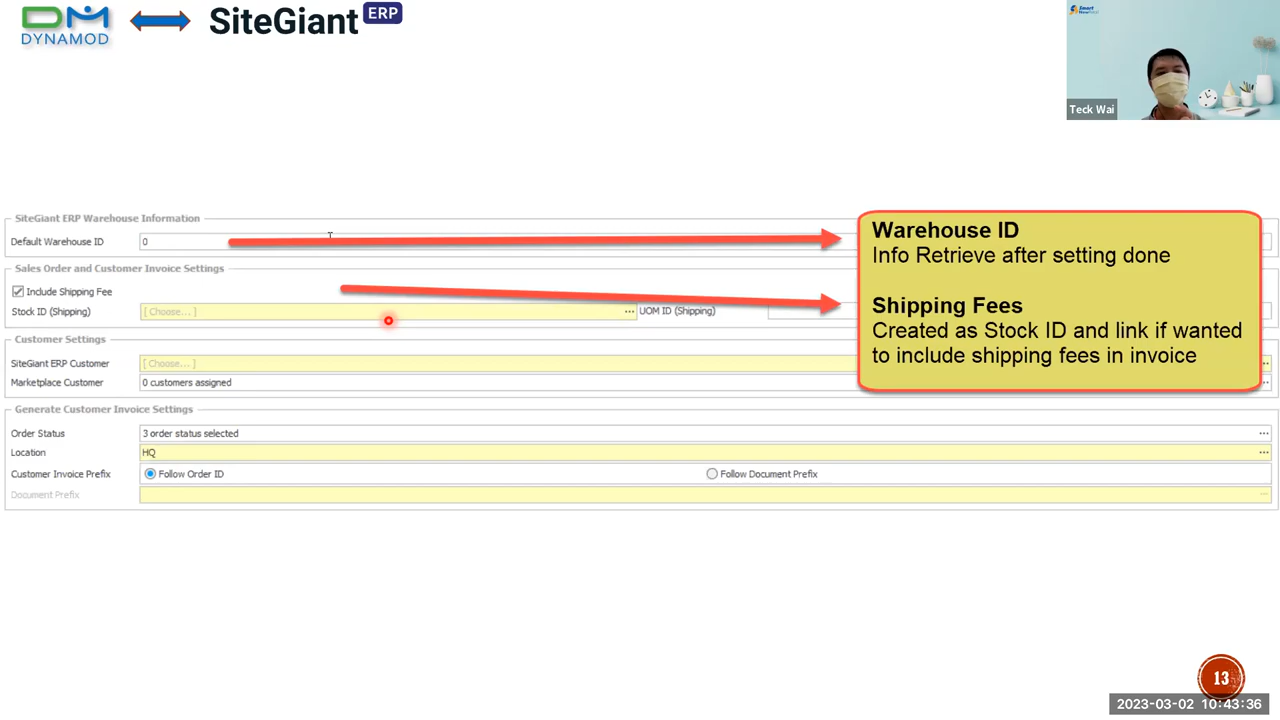 DM
DYNAMOD
SiteGiant ERP
Smart
Teck Wai
SiteGiant ERP Warehouse Information
Default Warehouse ID 0
Sales Order and Customer Invoice Settings
Include Shipping Fee
Stock ID (Shipping) [ Choose... ] ... UOM ID (Shipping)
Customer Settings
SiteGiant ERP Customer [ Choose... ]
Marketplace Customer 0 customers assigned
Generate Customer Invoice Settings
Order Status 3 order status selected ...
Location HQ ...
Customer Invoice Prefix Follow Order ID Follow Document Prefix
Document Prefix ...
Warehouse ID
Info Retrieve after setting done
Shipping Fees
Created as Stock ID and link if wanted
to include shipping fees in invoice
13
2023-03-02 10:43:36